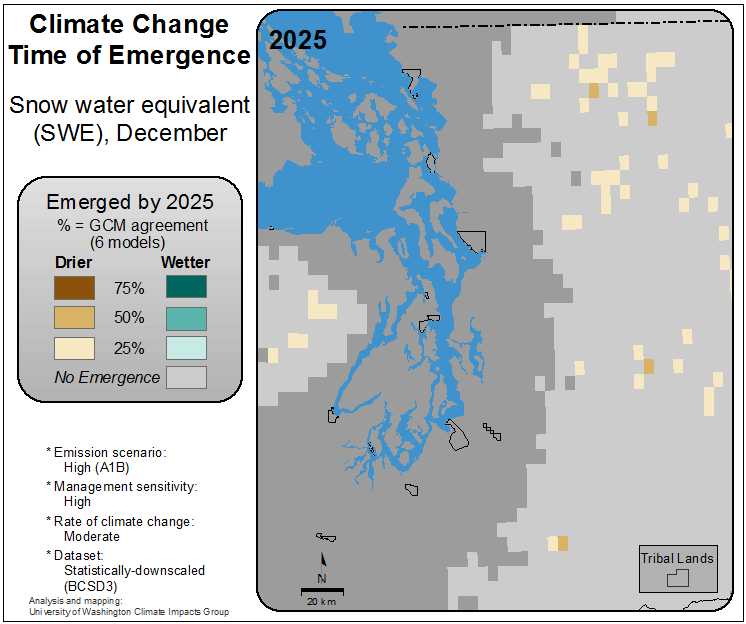 Climate Change
Time of Emergence
Snow water equivalent
(SWE), December
Emerged by 2025
% = GCM agreement
(6 models)
Drier
Wetter
75%
50%
25%
No Emergence
* Emission scenario:
High (A1B)
* Management sensitivity:
High
* Rate of climate change:
Moderate
* Dataset:
Statistically-downscaled
(BCSD3)
Analysis and mapping:
University of Washington Climate Impacts Group
2025
N
20 km
Tribal Lands